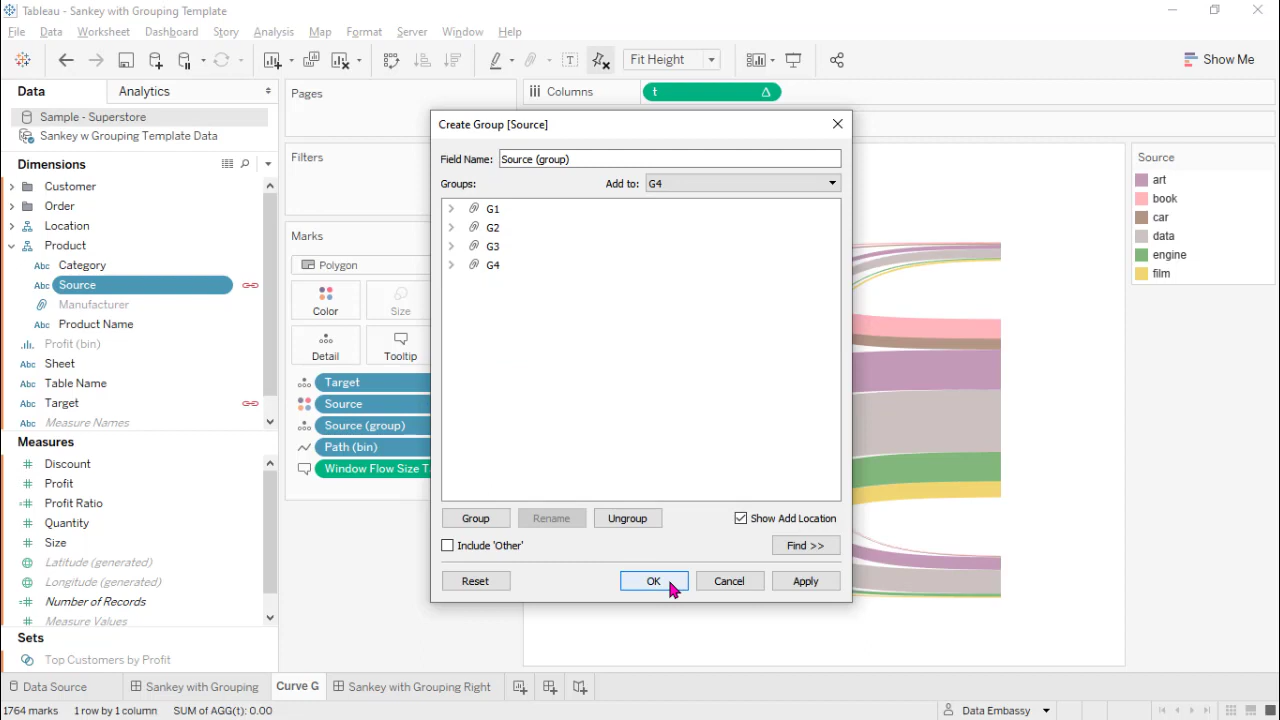 Tableau - Sankey with Grouping Template
File Data Worksheet Dashboard Story Analysis Map Format Server Window Help
Fit Height
Show Me
Data Analytics
Sample - Superstore
Sankey w Grouping Template Data
Dimensions
Customer
Order
Location
Product
Category
Source
Manufacturer
Product Name
Profit (bin)
Sheet
Table Name
Target
Measure Names
Measures
Discount
Profit
Profit Ratio
Quantity
Size
Latitude (generated)
Longitude (generated)
Number of Records
Measure Values
Sets
Top Customers by Profit
Pages
Filters
Marks
Polygon
Color Size
Detail Tooltip
Target
Source
Source (group)
Path (bin)
Window Flow Size T
Columns t
Create Group [Source]
Field Name: Source (group)
Groups: Add to: G4
G1
G2
G3
G4
Group Rename Ungroup Show Add Location
Include 'Other' Find >>
Reset OK Cancel Apply
Source
art
book
car
data
engine
film
Data Source Sankey with Grouping Curve G Sankey with Grouping Right
1764 marks 1 row by 1 column SUM of AGG(t): 0.00 Data Embassy